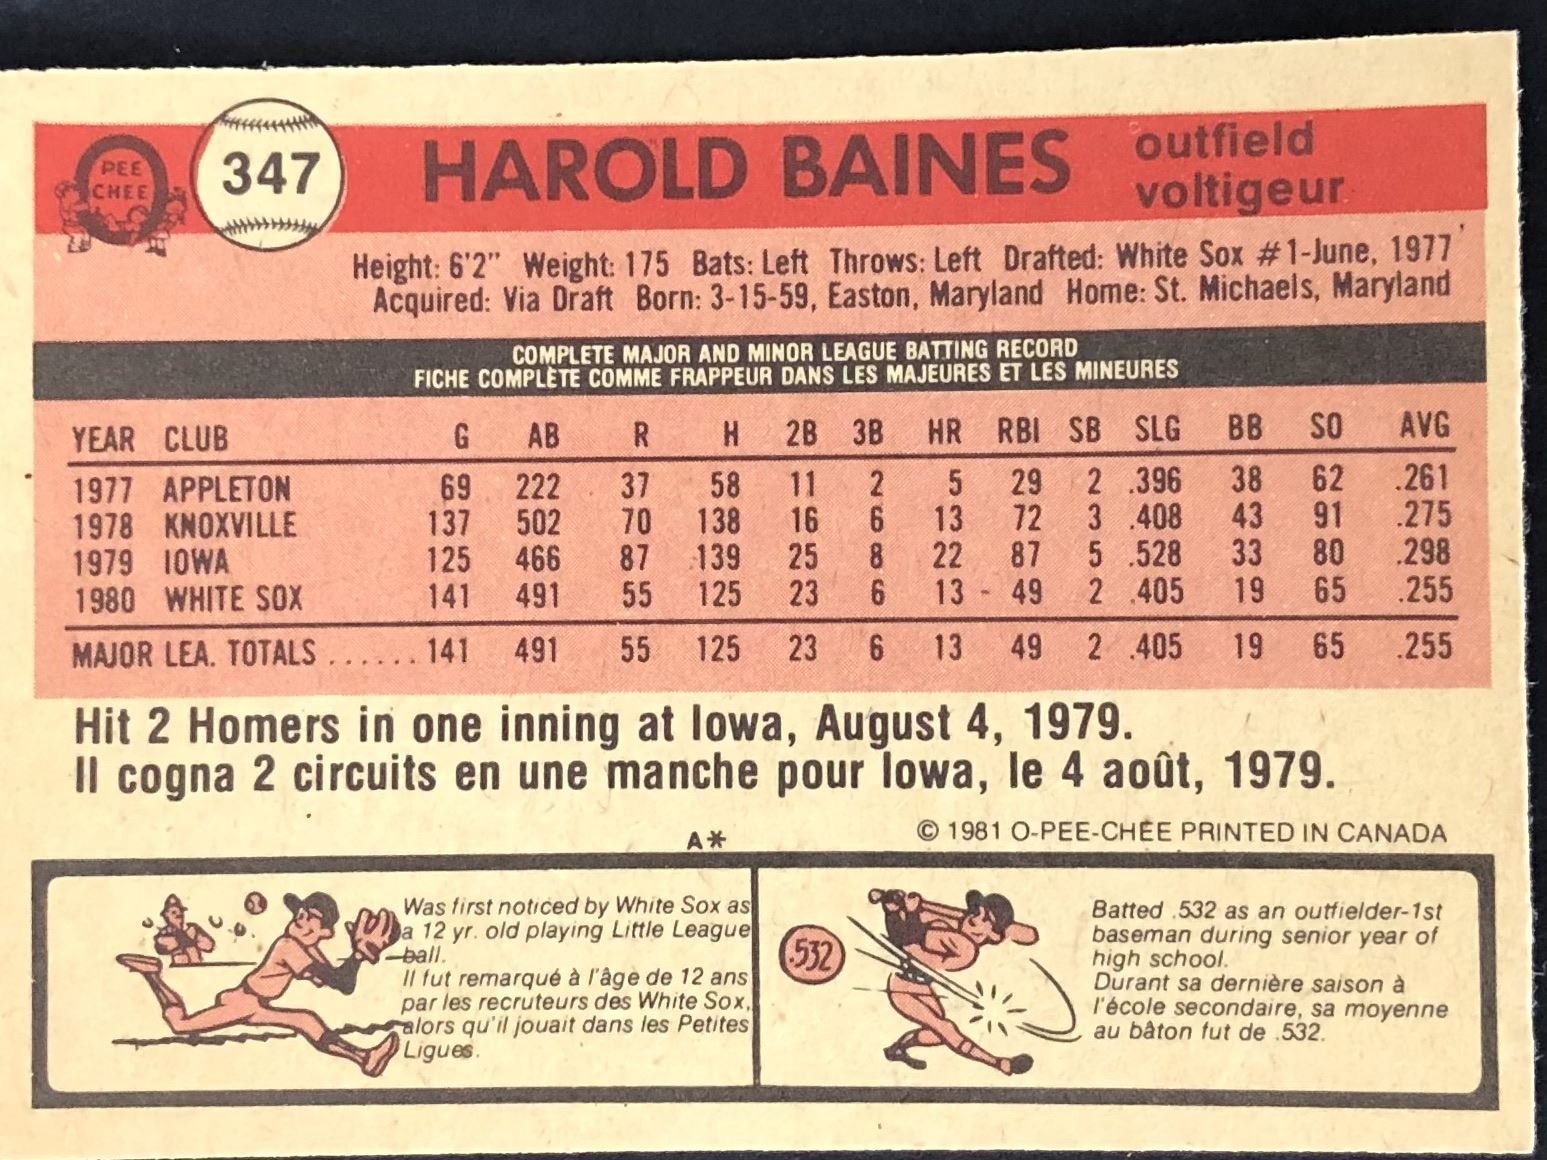 O
PEE
CHEE
347
HAROLD BAINES
outfield
voltigeur
Height: 6'2" Weight: 175 Bats: Left Throws: Left Drafted: White Sox #1-June, 1977
Acquired: Via Draft Born: 3-15-59, Easton, Maryland Home: St. Michaels, Maryland
COMPLETE MAJOR AND MINOR LEAGUE BATTING RECORD
FICHE COMPLÈTE COMME FRAPPEUR DANS LES MAJEURES ET LES MINEURES
YEAR CLUB G AB R H 2B 3B HR RBI SB SLG BB SO AVG
1977 APPLETON 69 222 37 58 11 2 5 29 2 .396 38 62 .261
1978 KNOXVILLE 137 502 70 138 16 6 13 72 3 .408 43 91 .275
1979 IOWA 125 466 87 139 25 8 22 87 5 .528 33 80 .298
1980 WHITE SOX 141 491 55 125 23 6 13 49 2 .405 19 65 .255
MAJOR LEA. TOTALS ...... 141 491 55 125 23 6 13 49 2 .405 19 65 .255
Hit 2 Homers in one inning at Iowa, August 4, 1979.
Il cogna 2 circuits en une manche pour Iowa, le 4 août, 1979.
A*
© 1981 O-PEE-CHEE PRINTED IN CANADA
Was first noticed by White Sox as
a 12 yr. old playing Little League
ball.
Il fut remarqué à l'âge de 12 ans
par les recruteurs des White Sox,
alors qu'il jouait dans les Petites
Ligues.
.532
Batted .532 as an outfielder-1st
baseman during senior year of
high school.
Durant sa dernière saison à
l'école secondaire, sa moyenne
au bâton fut de .532.